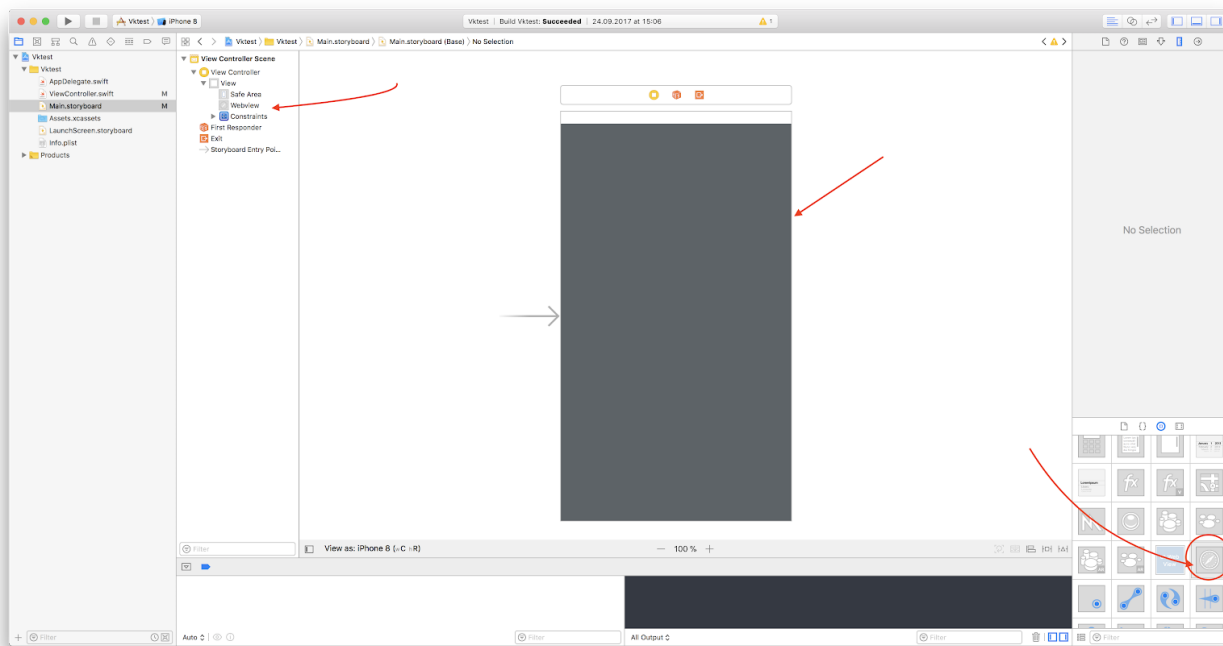 Vktest
iPhone 8
Vktest | Build Vktest: Succeeded | 24.09.2017 at 15:06
1
Vktest
Vktest
Main.storyboard
Main.storyboard (Base)
No Selection
Vktest
Vktest
AppDelegate.swift
ViewController.swift M
Main.storyboard M
Assets.xcassets
LaunchScreen.storyboard
Info.plist
Products
View Controller Scene
View Controller
View
Safe Area
Webview
Constraints
First Responder
Exit
Storyboard Entry Poi...
No Selection
Filter
View as: iPhone 8 (wC hR)
100 %
Filter
Auto
Filter
All Output
Filter
Filter